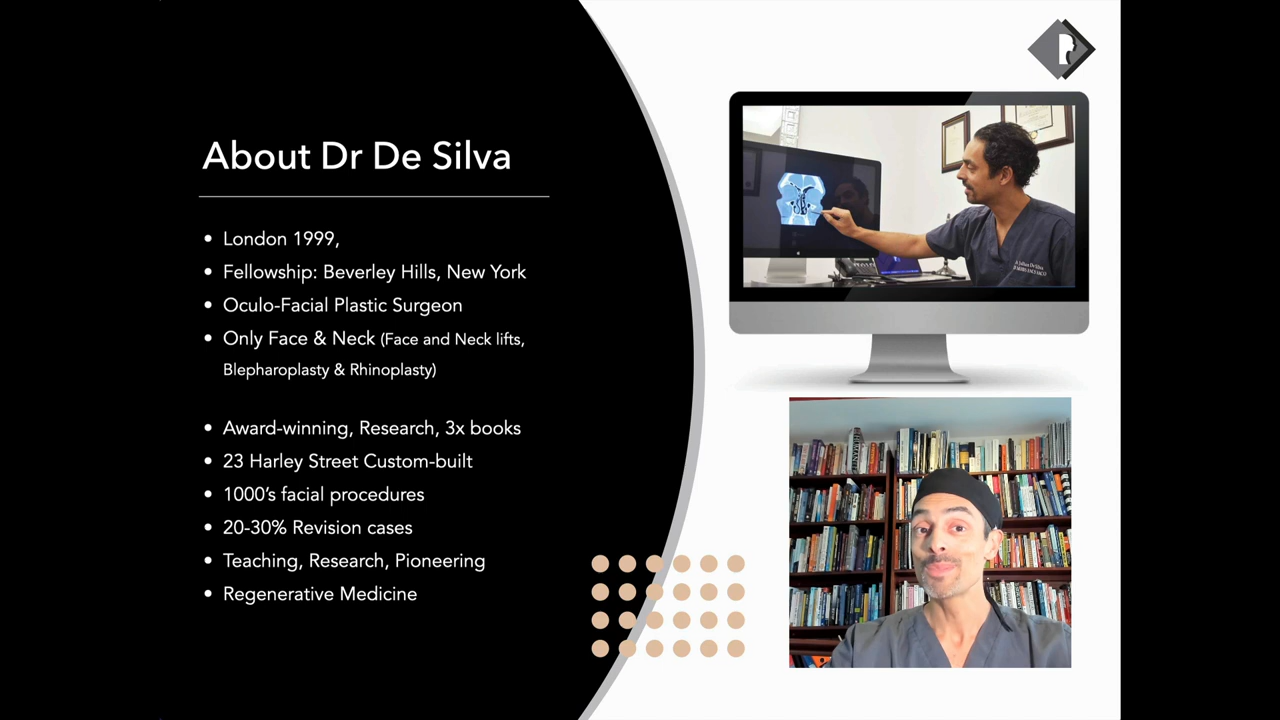 About Dr De Silva
• London 1999,
• Fellowship: Beverley Hills, New York
• Oculo-Facial Plastic Surgeon
• Only Face & Neck (Face and Neck lifts,
Blepharoplasty & Rhinoplasty)
• Award-winning, Research, 3x books
• 23 Harley Street Custom-built
• 1000's facial procedures
• 20-30% Revision cases
• Teaching, Research, Pioneering
• Regenerative Medicine